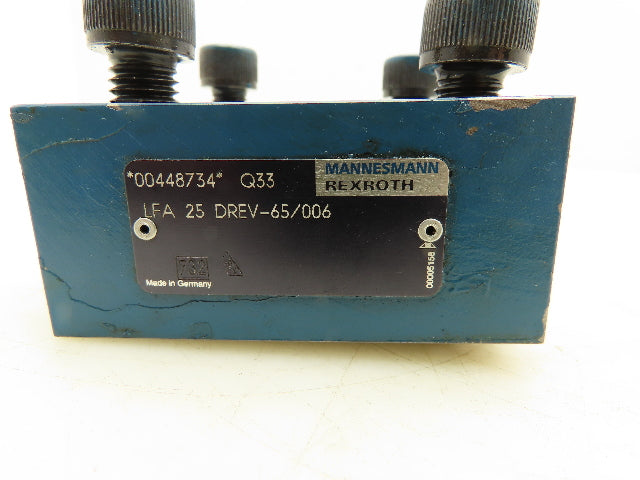 *00448734* Q33
MANNESMANN
REXROTH
LFA 25 DREV-65/006
732
Made in Germany
00005158